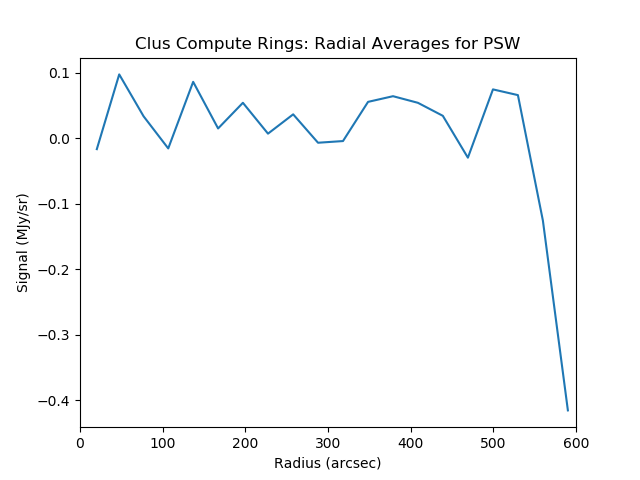 Clus Compute Rings: Radial Averages for PSW
0.1
0.0
−0.1
−0.2
−0.3
−0.4
Signal (MJy/sr)
0 100 200 300 400 500 600
Radius (arcsec)